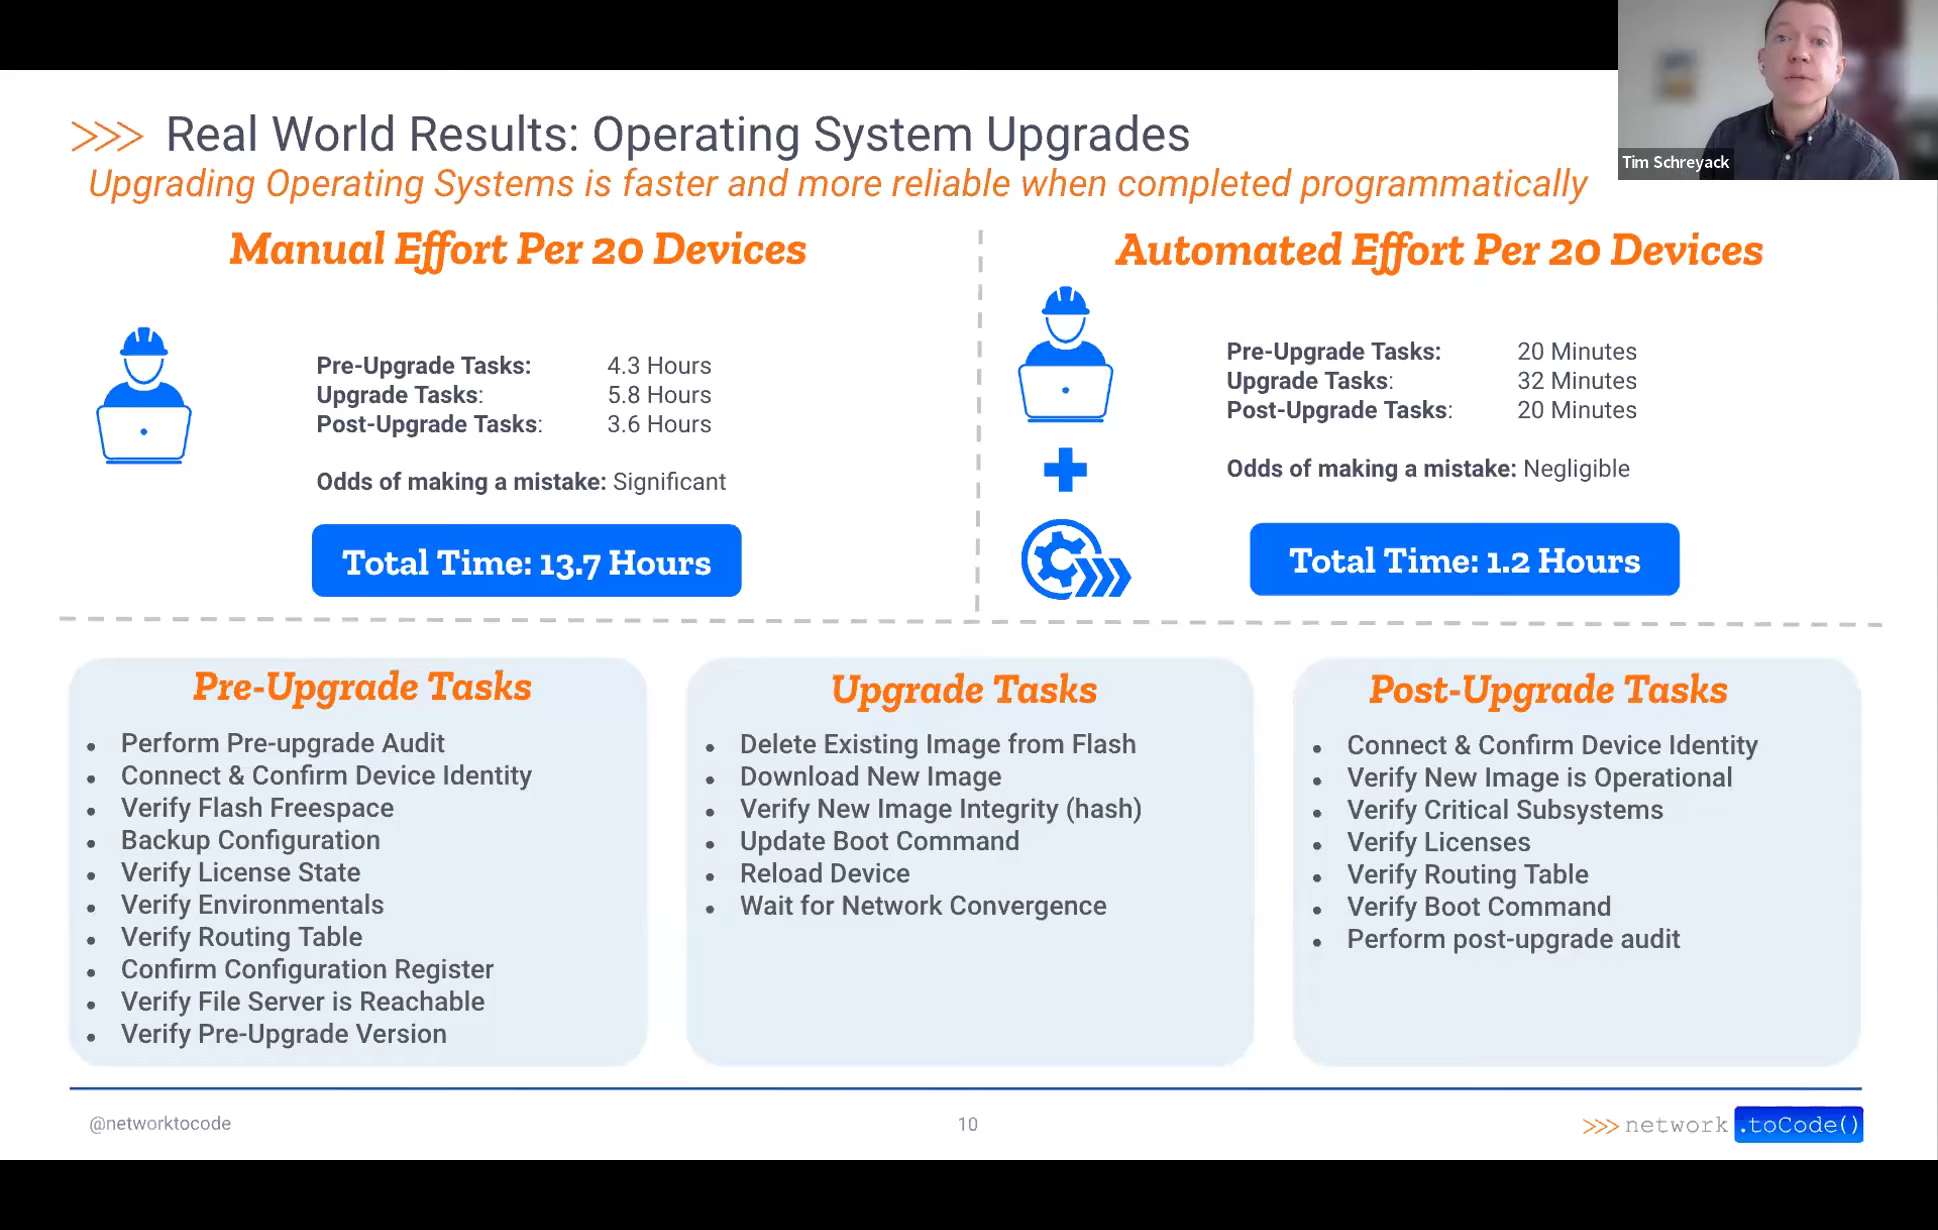 Tim Schreyack
>>> Real World Results: Operating System Upgrades
Upgrading Operating Systems is faster and more reliable when completed programmatically
Manual Effort Per 20 Devices
Pre-Upgrade Tasks: 4.3 Hours
Upgrade Tasks: 5.8 Hours
Post-Upgrade Tasks: 3.6 Hours
Odds of making a mistake: Significant
Total Time: 13.7 Hours
Automated Effort Per 20 Devices
Pre-Upgrade Tasks: 20 Minutes
Upgrade Tasks: 32 Minutes
Post-Upgrade Tasks: 20 Minutes
Odds of making a mistake: Negligible
Total Time: 1.2 Hours
Pre-Upgrade Tasks
• Perform Pre-upgrade Audit
• Connect & Confirm Device Identity
• Verify Flash Freespace
• Backup Configuration
• Verify License State
• Verify Environmentals
• Verify Routing Table
• Confirm Configuration Register
• Verify File Server is Reachable
• Verify Pre-Upgrade Version
Upgrade Tasks
• Delete Existing Image from Flash
• Download New Image
• Verify New Image Integrity (hash)
• Update Boot Command
• Reload Device
• Wait for Network Convergence
Post-Upgrade Tasks
• Connect & Confirm Device Identity
• Verify New Image is Operational
• Verify Critical Subsystems
• Verify Licenses
• Verify Routing Table
• Verify Boot Command
• Perform post-upgrade audit
@networktocode
10
>>> network .toCode()